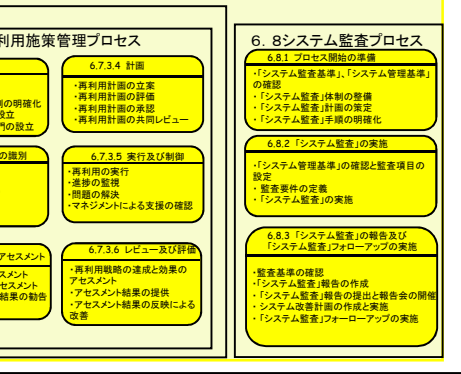 利用施策管理プロセス
の明確化
設立
門の設立
の識別
アセスメント
スメント
セスメント
結果の勧告
6.7.3.4 計画
・再利用計画の立案
・再利用計画の評価
・再利用計画の承認
・再利用計画の共同レビュー
6.7.3.5 実行及び制御
・再利用の実行
・進捗の監視
・問題の解決
・マネジメントによる支援の確認
6.7.3.6 レビュー及び評価
・再利用戦略の達成と効果の
アセスメント
・アセスメント結果の提供
・アセスメント結果の反映による
改善
6．8システム監査プロセス
6.8.1 プロセス開始の準備
・「システム監査基準」、「システム管理基準」
の確認
・「システム監査」体制の整備
・「システム監査」計画の策定
・「システム監査」手順の明確化
6.8.2 「システム監査」の実施
・「システム管理基準」の確認と監査項目の
設定
・ 監査要件の定義
・「システム監査」の実施
6.8.3 「システム監査」の報告及び
「システム監査」フォローアップの実施
・監査基準の確認
・「システム監査」報告の作成
・「システム監査」報告の提出と報告会の開催
・ システム改善計画の作成と実施
・「システム監査」フォーローアップの実施